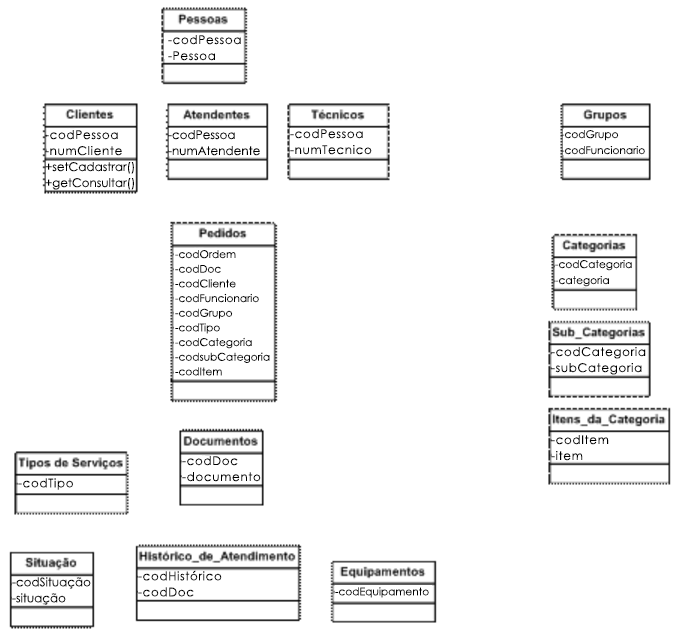 Pessoas
-codPessoa
-Pessoa
Clientes
-codPessoa
-numCliente
+setCadastrar()
+getConsultar()
Atendentes
-codPessoa
-numAtendente
Técnicos
-codPessoa
-numTecnico
Grupos
codGrupo
codFuncionario
Pedidos
-codOrdem
-codDoc
-codCliente
-codFuncionario
-codGrupo
-codTipo
-codCategoria
-codsubCategoria
-codItem
Categorias
-codCategoria
-categoria
Sub_Categorias
-codCategoria
-subCategoria
Itens_da_Categoria
-codItem
-item
Documentos
-codDoc
-documento
Tipos de Serviços
-codTipo
Situação
-codSituação
-situação
Histórico_de_Atendimento
-codHistórico
-codDoc
Equipamentos
-codEquipamento